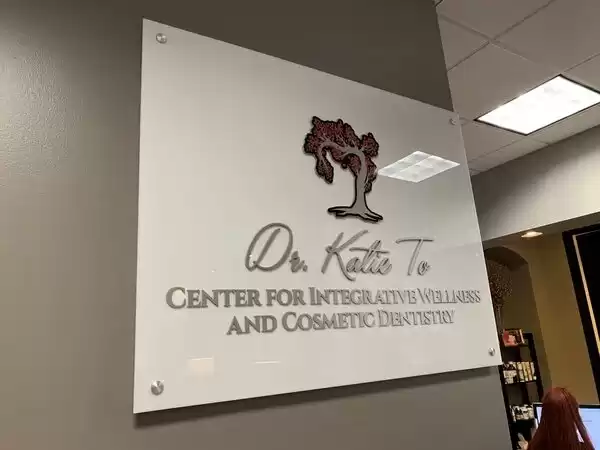 Dr. Katie To
CENTER FOR INTEGRATIVE WELLNESS
AND COSMETIC DENTISTRY